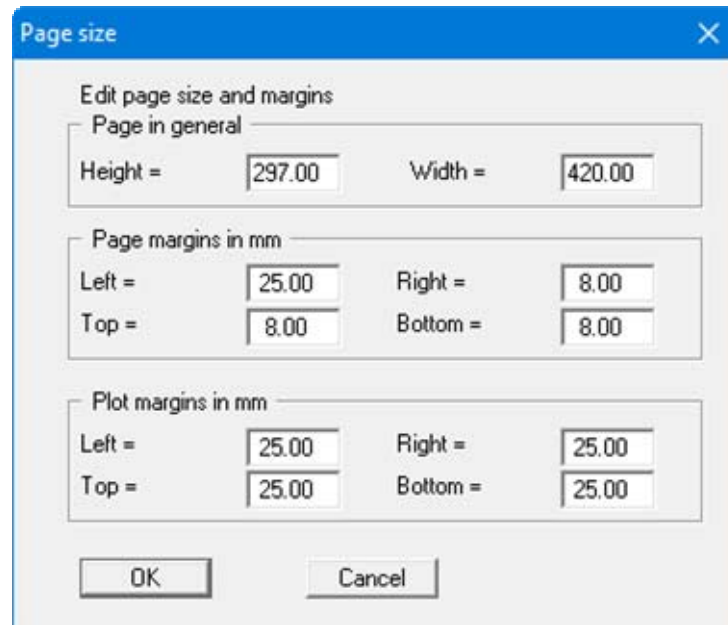 Page size
Edit page size and margins
Page in general
Height = 297.00 Width = 420.00
Page margins in mm
Left = 25.00 Right = 8.00
Top = 8.00 Bottom = 8.00
Plot margins in mm
Left = 25.00 Right = 25.00
Top = 25.00 Bottom = 25.00
OK Cancel